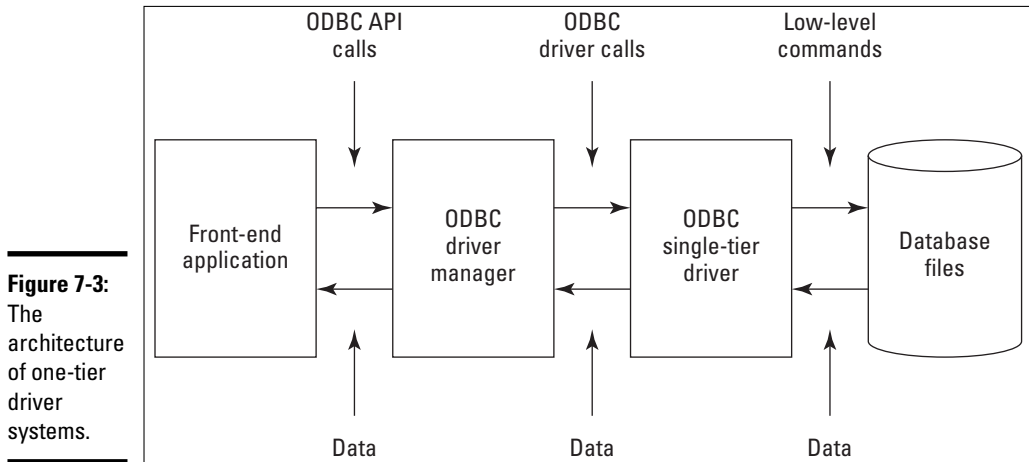 ODBC API
calls
ODBC
driver calls
Low-level
commands
Front-end
application
ODBC
driver
manager
ODBC
single-tier
driver
Database
files
Data
Data
Data
Figure 7-3:
The
architecture
of one-tier
driver
systems.